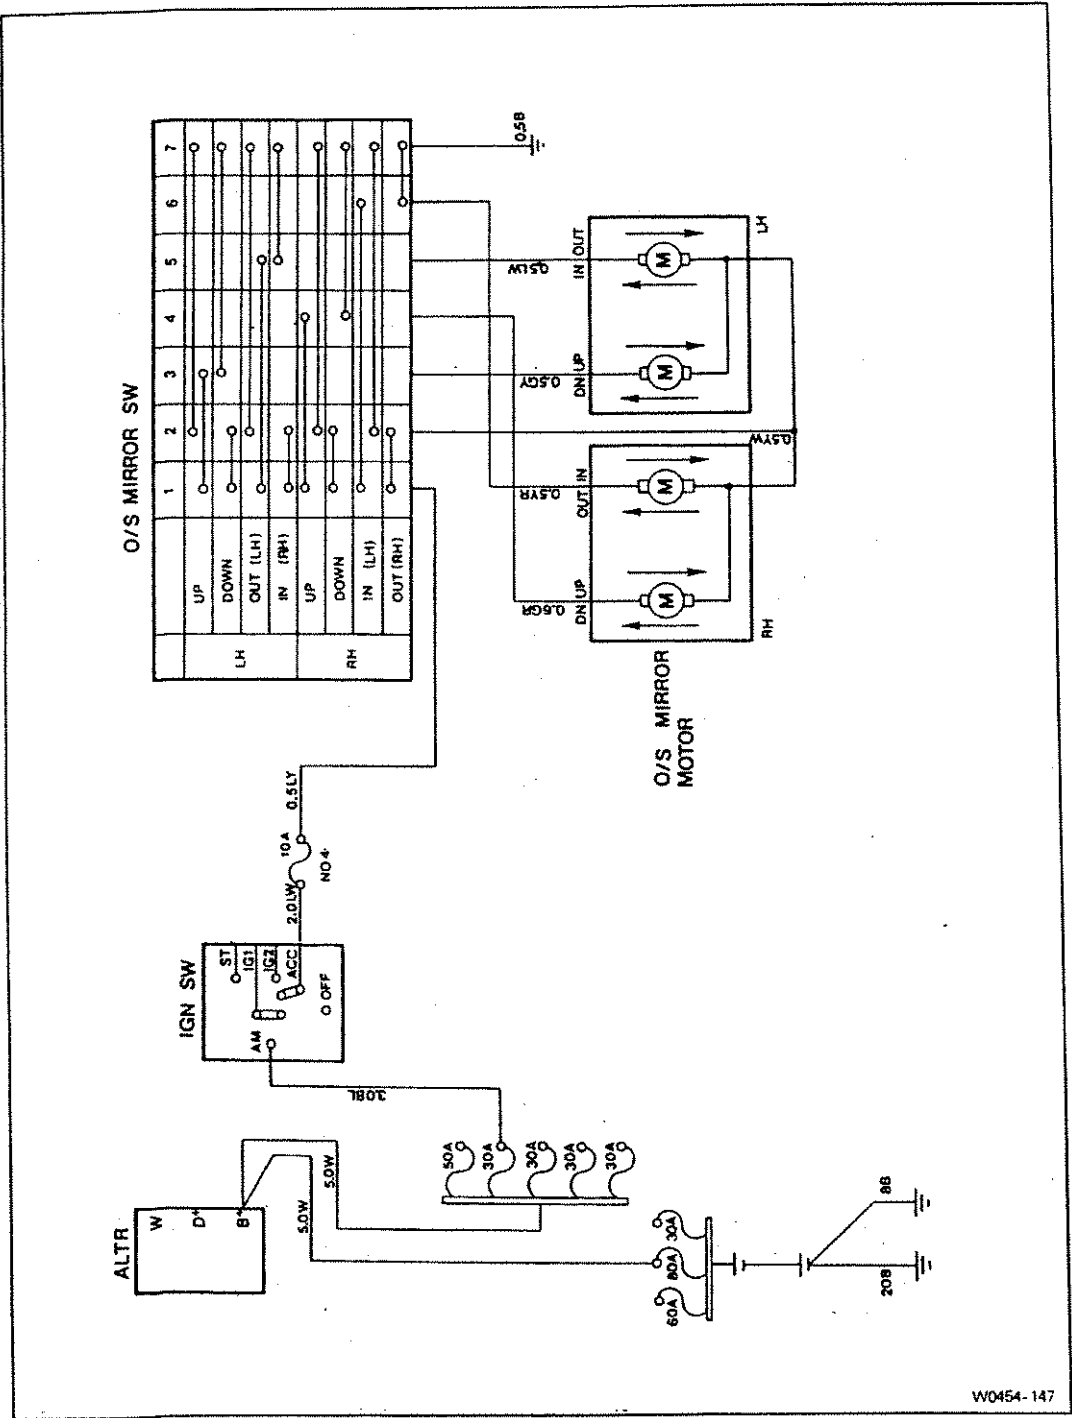 O/S MIRROR SW
1 2 3 4 5 6 7
LH
UP
DOWN
OUT (LH)
IN (RH)
RH
UP
DOWN
IN (LH)
OUT (RH)
0.5B
IGN SW
ST
IG1
IG2
ACC
AM
O OFF
2.0LW
10A
NO 4
0.5LY
3.0BL
ALTR
W
D+
B+
5.0W
5.0W
50A
30A
30A
30A
30A
60A
80A
30A
20B
8B
0.5LW
0.5GY
0.5YW
0.5YR
0.6GR
IN OUT
DN UP
LH
M
M
OUT IN
DN UP
RH
M
M
O/S MIRROR
MOTOR
W0454-147